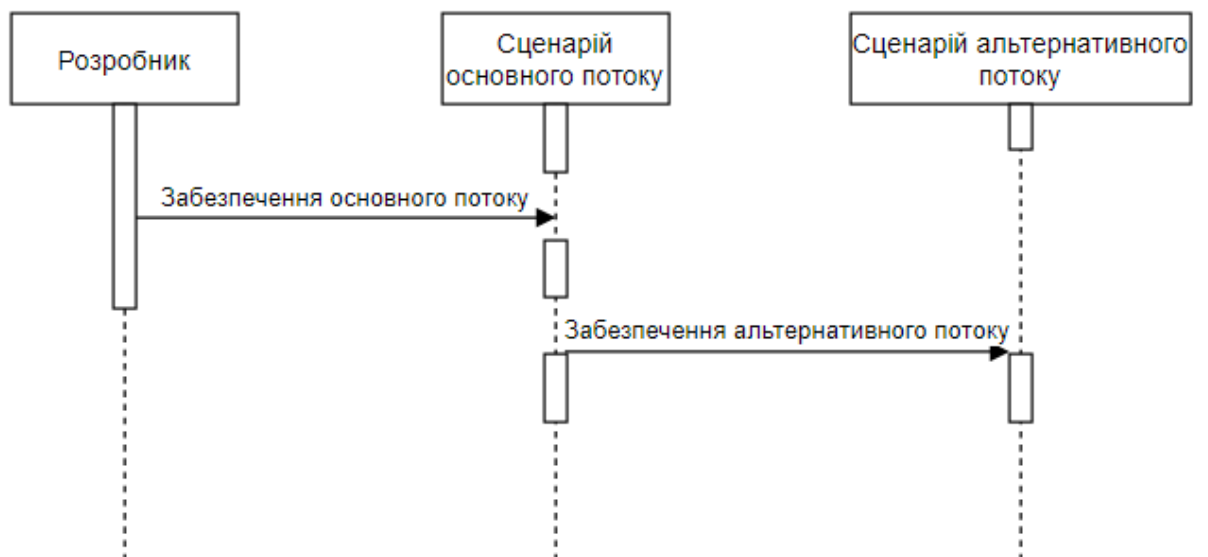 Розробник
Сценарій
основного потоку
Сценарій альтернативного
потоку
Забезпечення основного потоку
Забезпечення альтернативного потоку